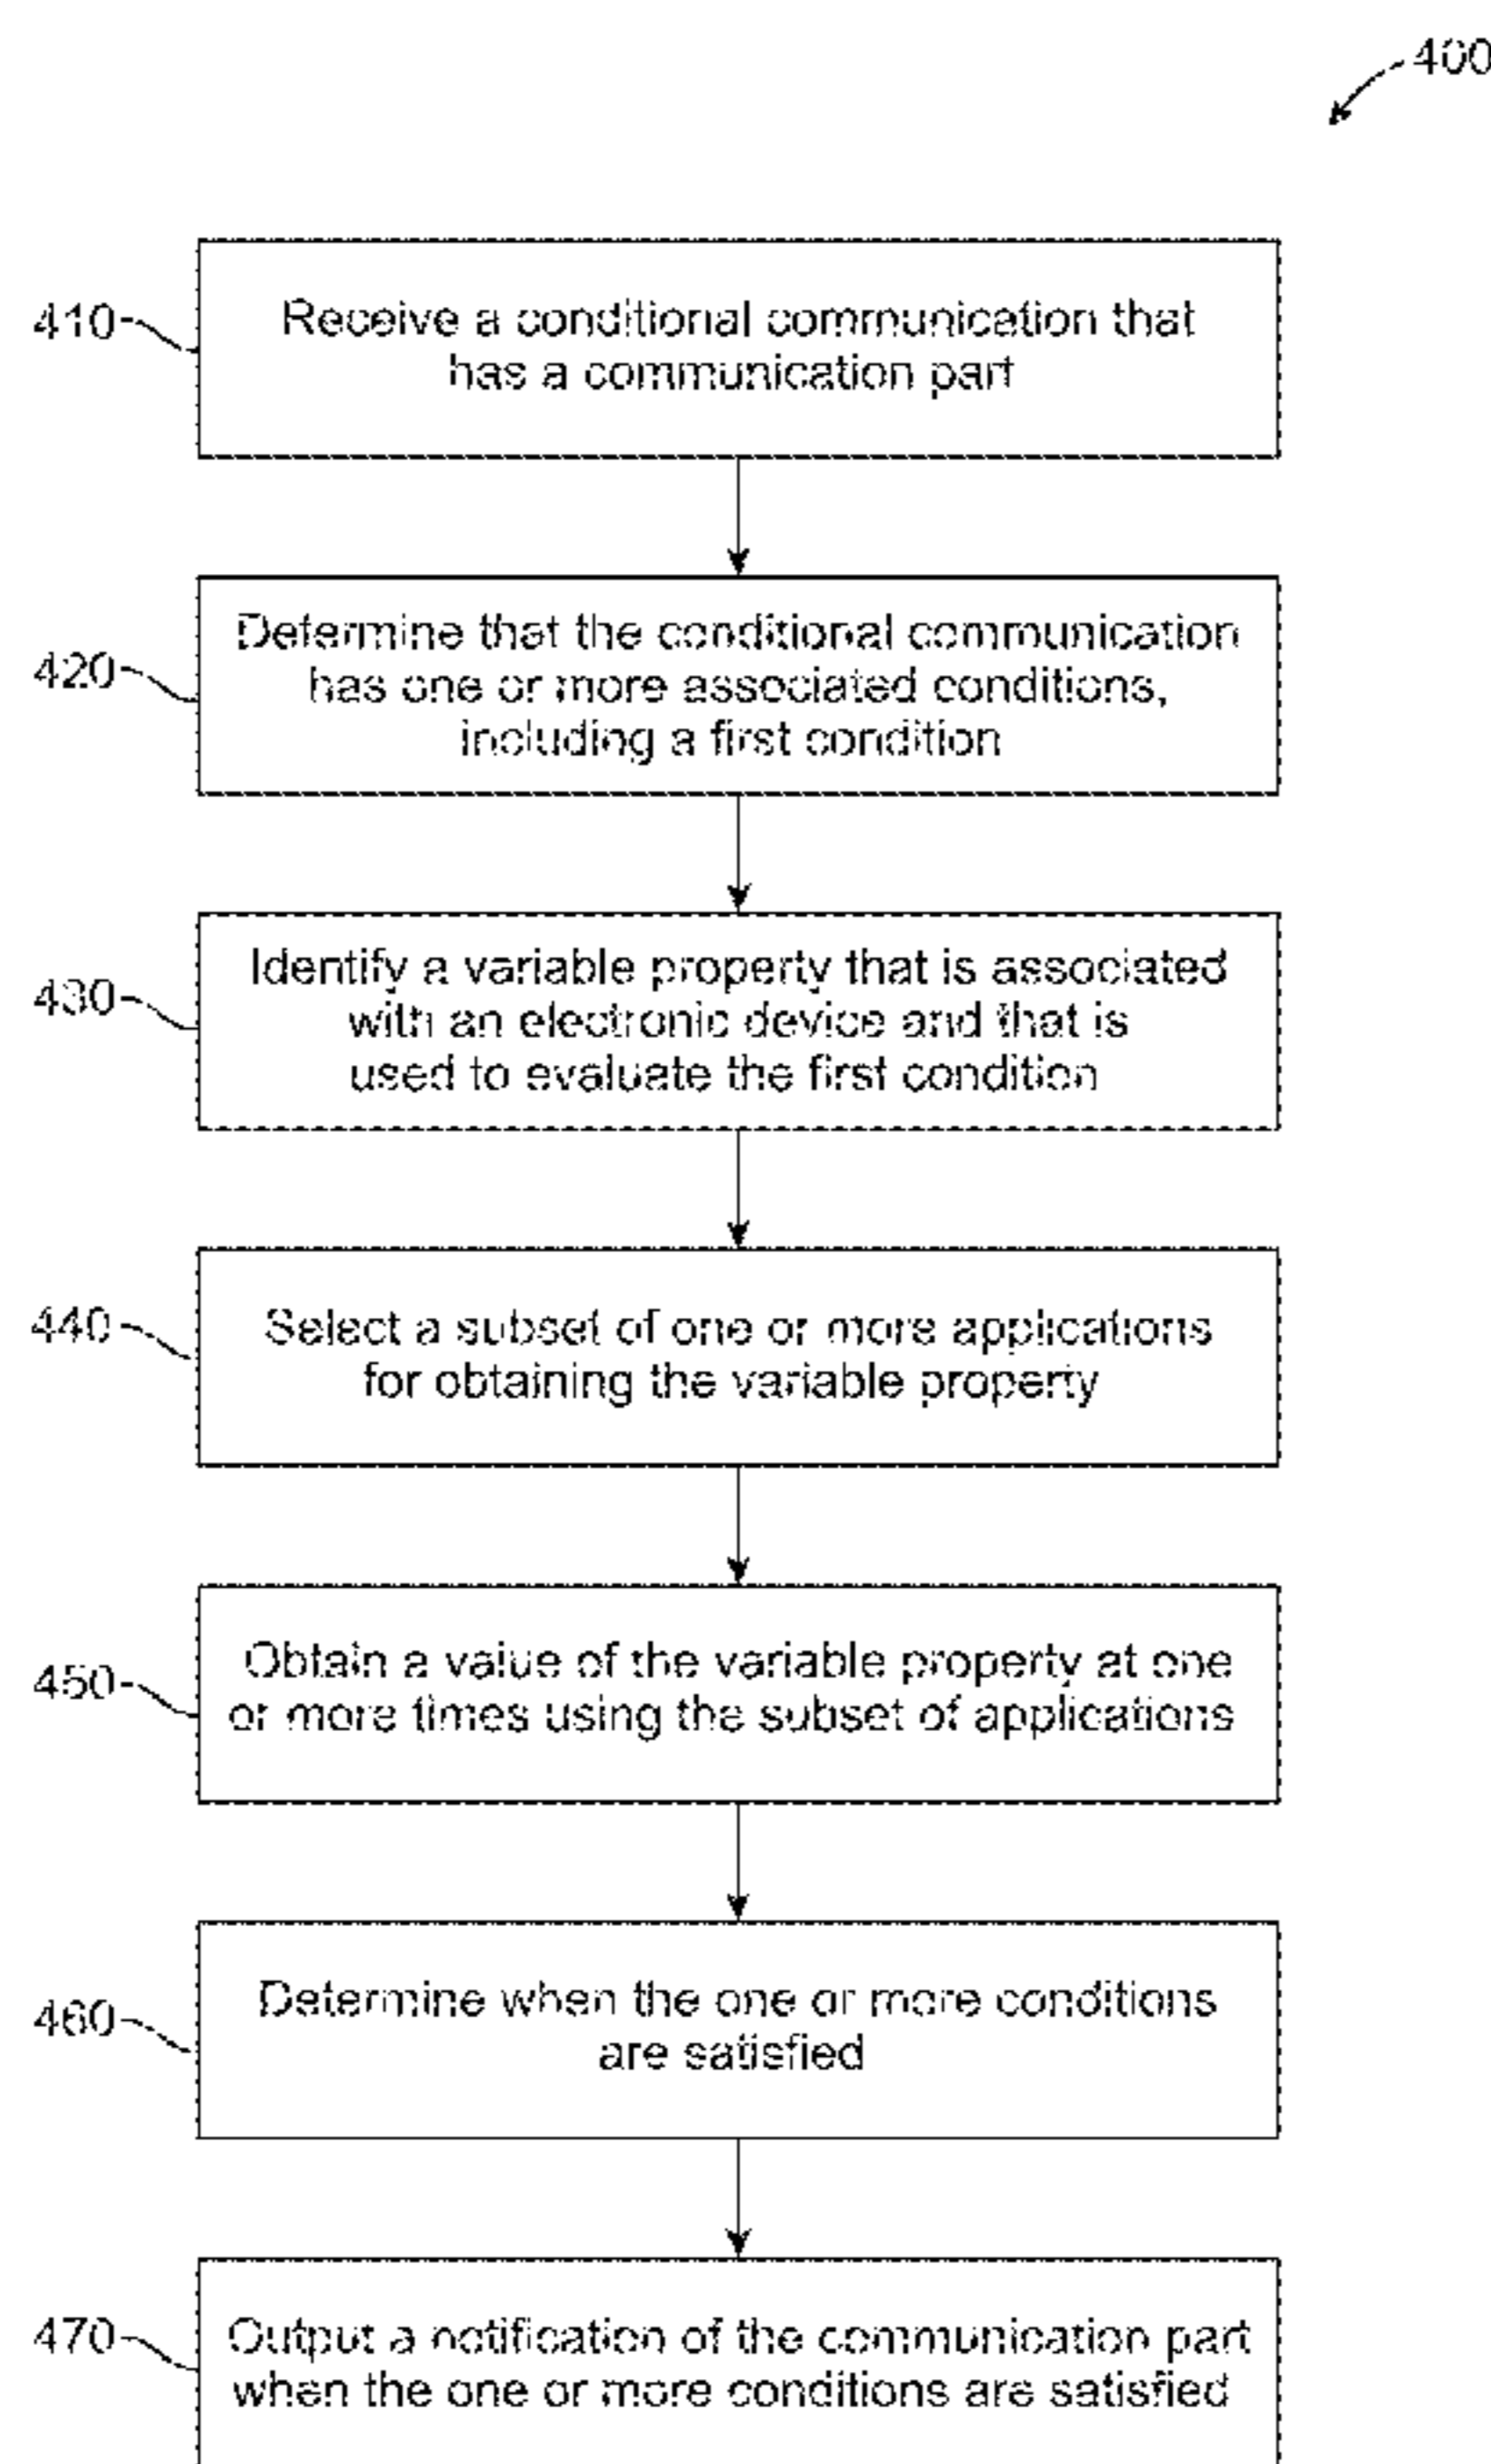 400
410
Receive a conditional communication that
has a communication part
420
Determine that the conditional communication
has one or more associated conditions,
including a first condition
430
Identify a variable property that is associated
with an electronic device and that is
used to evaluate the first condition
440
Select a subset of one or more applications
for obtaining the variable property
450
Obtain a value of the variable property at one
or more times using the subset of applications
460
Determine when the one or more conditions
are satisfied
470
Output a notification of the communication part
when the one or more conditions are satisfied